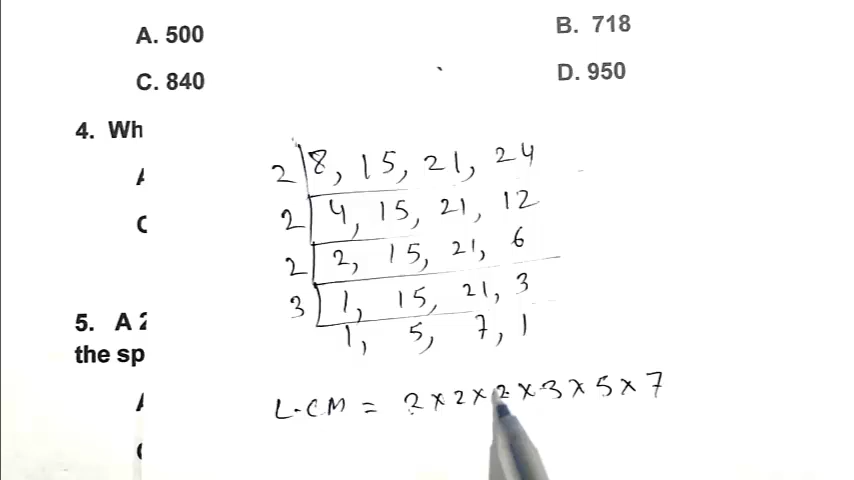 A. 500
B. 718
C. 840
D. 950
4. Wh
2 | 8, 15, 21, 24
2 | 4, 15, 21, 12
2 | 2, 15, 21, 6
3 | 1, 15, 21, 3
1, 5, 7, 1
5. A 2
the sp
L.CM = 2 × 2 × 2 × 3 × 5 × 7